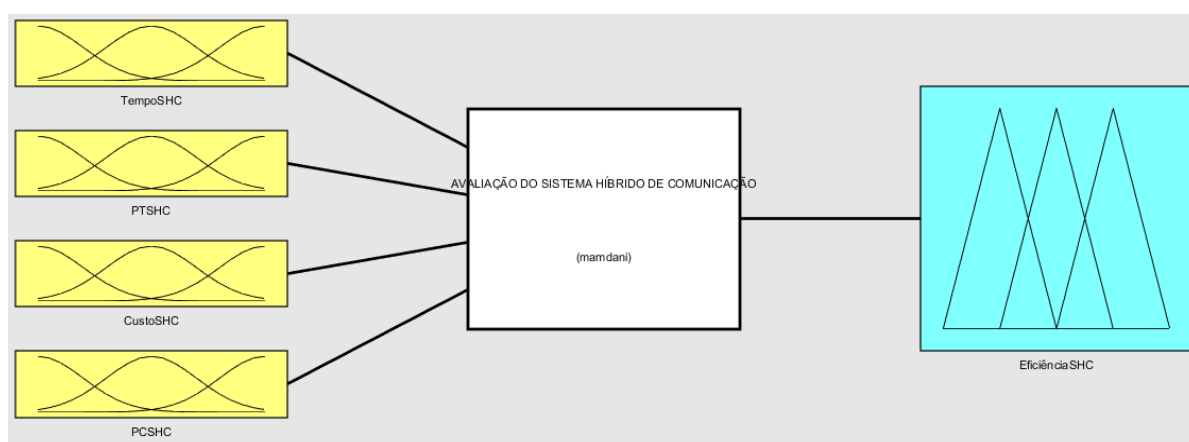 TempoSHC
PTSHC
CustoSHC
PCSHC
AVALIAÇÃO DO SISTEMA HÍBRIDO DE COMUNICAÇÃO
(mamdani)
EficiênciaSHC